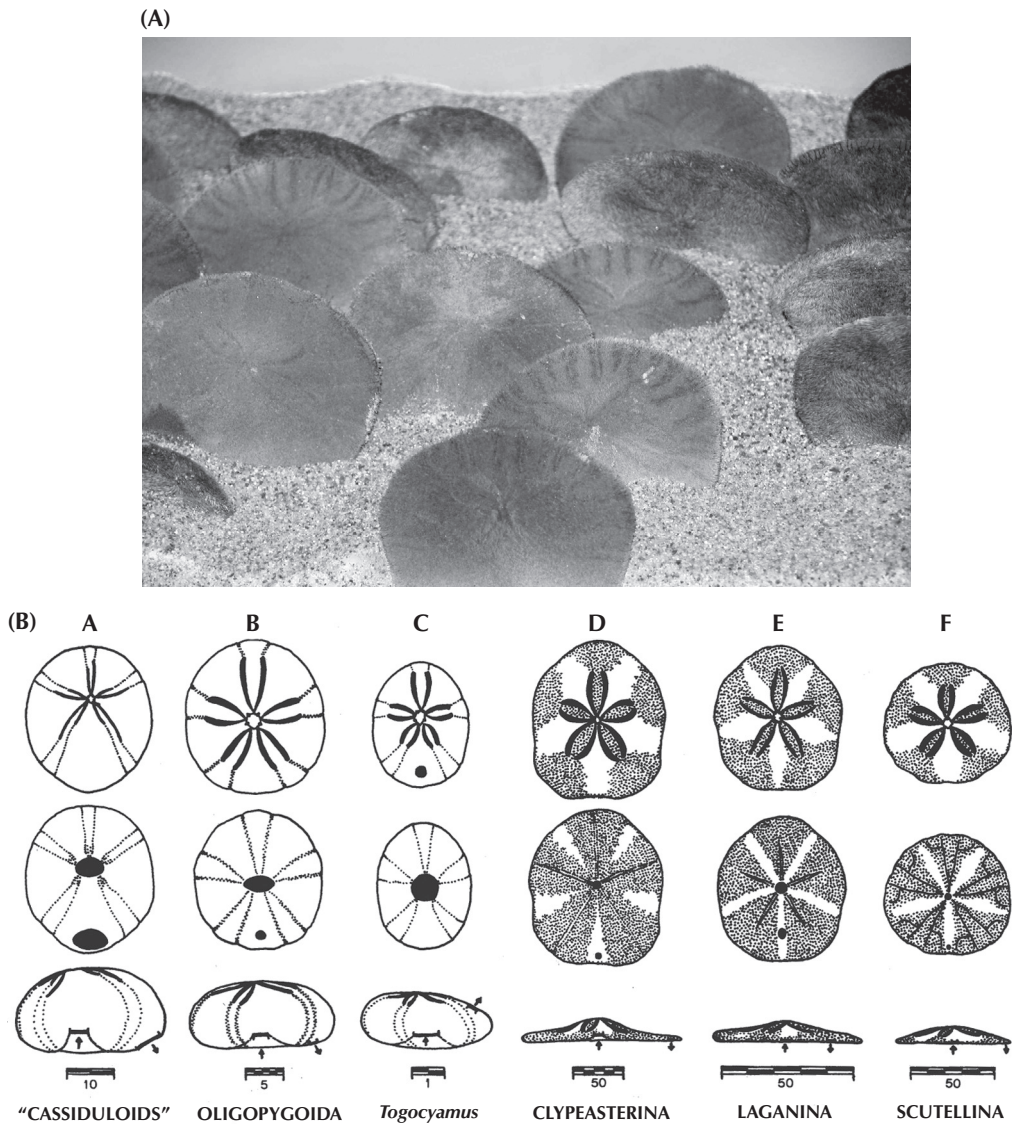 (A)
(B) A B C D E F
10 5 1 50 50 50
"CASSIDULOIDS" OLIGOPYGOIDA Togocyamus CLYPEASTERINA LAGANINA SCUTELLINA